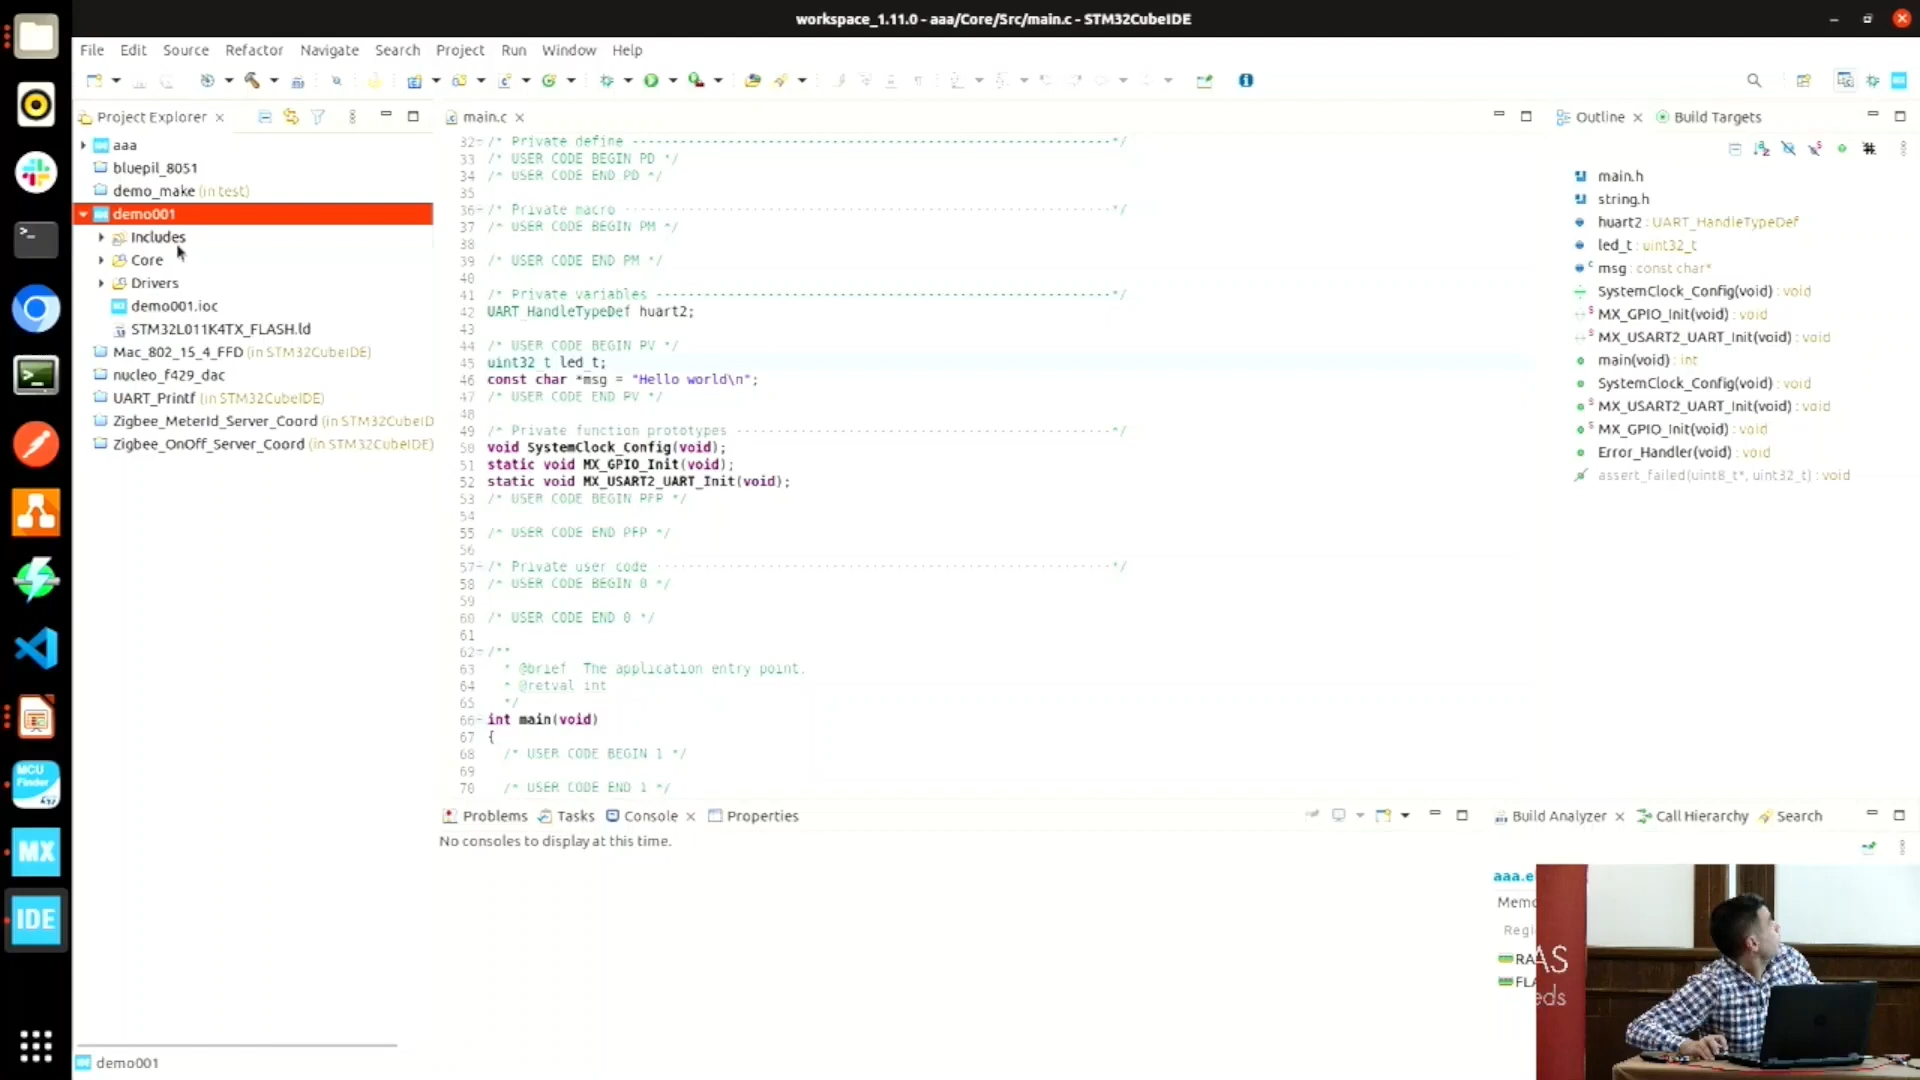 workspace_1.11.0 - aaa/Core/Src/main.c - STM32CubeIDE
File Edit Source Refactor Navigate Search Project Run Window Help
Project Explorer
aaa
bluepil_8051
demo_make (in test)
demo001
Includes
Core
Drivers
demo001.ioc
STM32L011K4TX_FLASH.ld
Mac_802_15_4_FFD (in STM32CubeIDE)
nucleo_f429_dac
UART_Printf (in STM32CubeIDE)
Zigbee_MeterId_Server_Coord (in STM32CubeID
Zigbee_OnOff_Server_Coord (in STM32CubeIDE)
demo001
main.c
32 /* Private define ------------------------------------------------------------*/
33 /* USER CODE BEGIN PD */
34 /* USER CODE END PD */
35
36 /* Private macro -------------------------------------------------------------*/
37 /* USER CODE BEGIN PM */
38
39 /* USER CODE END PM */
40
41 /* Private variables ---------------------------------------------------------*/
42 UART_HandleTypeDef huart2;
43
44 /* USER CODE BEGIN PV */
45 uint32_t led_t;
46 const char *msg = "Hello world\n";
47 /* USER CODE END PV */
48
49 /* Private function prototypes -----------------------------------------------*/
50 void SystemClock_Config(void);
51 static void MX_GPIO_Init(void);
52 static void MX_USART2_UART_Init(void);
53 /* USER CODE BEGIN PFP */
54
55 /* USER CODE END PFP */
56
57 /* Private user code ---------------------------------------------------------*/
58 /* USER CODE BEGIN 0 */
59
60 /* USER CODE END 0 */
61
62 /**
63 * @brief The application entry point.
64 * @retval int
65 */
66 int main(void)
67 {
68 /* USER CODE BEGIN 1 */
69
70 /* USER CODE END 1 */
Outline Build Targets
main.h
string.h
huart2 : UART_HandleTypeDef
led_t : uint32_t
msg : const char*
SystemClock_Config(void) : void
MX_GPIO_Init(void) : void
MX_USART2_UART_Init(void) : void
main(void) : int
SystemClock_Config(void) : void
MX_USART2_UART_Init(void) : void
MX_GPIO_Init(void) : void
Error_Handler(void) : void
assert_failed(uint8_t*, uint32_t) : void
Problems Tasks Console Properties
No consoles to display at this time.
Build Analyzer Call Hierarchy Search
aaa.e
Memo
Regi
RA
FLA
AS
eds
MCU
Finder
MX
IDE